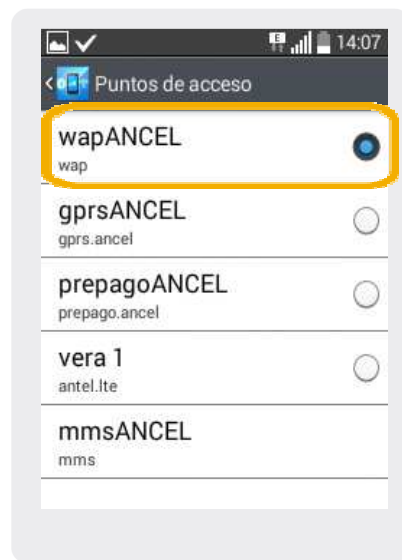 E 14:07
Puntos de acceso
wapANCEL
wap
gprsANCEL
gprs.ancel
prepagoANCEL
prepago.ancel
vera 1
antel.lte
mmsANCEL
mms